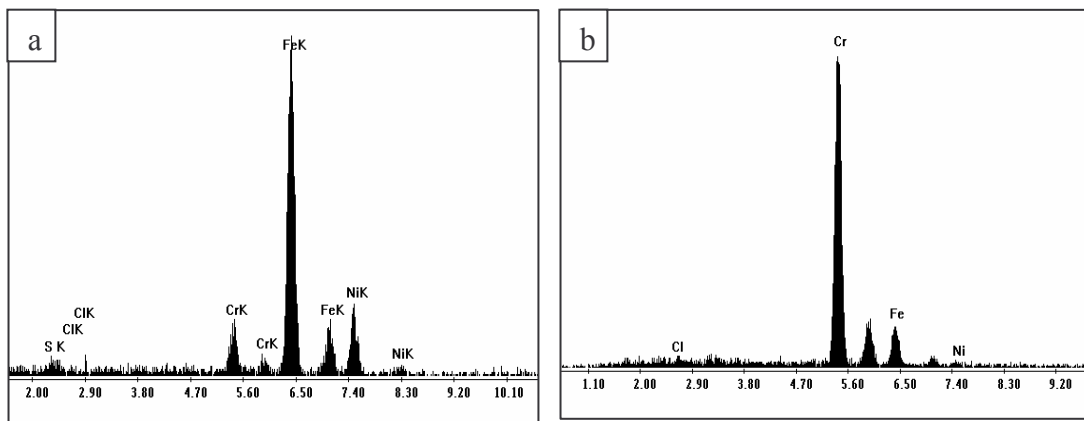 a
FeK
ClK
ClK
S K
CrK
CrK
FeK
NiK
NiK
2.00 2.90 3.80 4.70 5.60 6.50 7.40 8.30 9.20 10.10
b
Cr
Cl
Fe
Ni
1.10 2.00 2.90 3.80 4.70 5.60 6.50 7.40 8.30 9.20